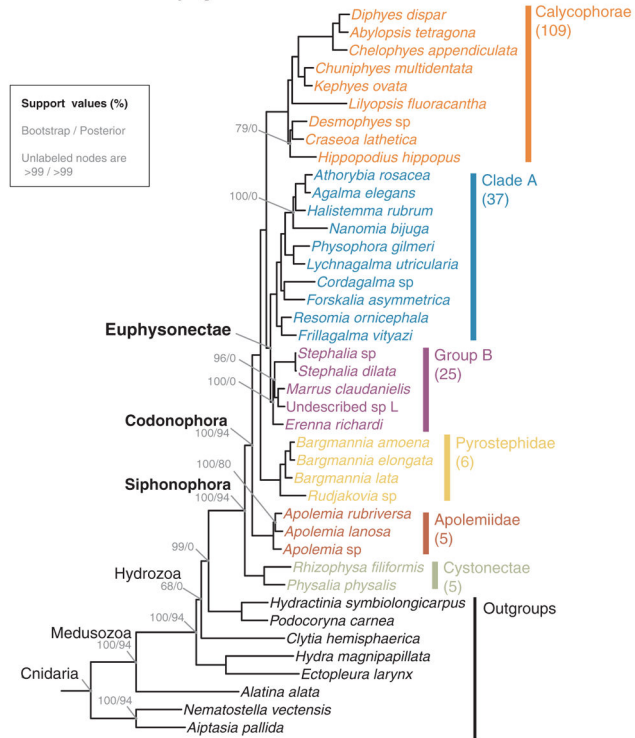 Diphyes dispar
Abylopsis tetragona
Chelophyes appendiculata
Chuniphyes multidentata
Kephyes ovata
Lilyopsis fluoracantha
Desmophyes sp
Craseoa lathetica
Hippopodius hippopus
Calycophorae
(109)
Support values (%)
Bootstrap / Posterior
Unlabeled nodes are
>99 / >99
79/0
Athorybia rosacea
Agalma elegans
Halistemma rubrum
Nanomia bijuga
Physophora gilmeri
Lychnagalma utricularia
Cordagalma sp
Forskalia asymmetrica
Resomia ornicephala
Frillagalma vityazi
Clade A
(37)
100/0
Euphysonectae
Stephalia sp
Stephalia dilata
Marrus claudanielis
Undescribed sp L
Erenna richardi
Group B
(25)
96/0
100/0
Codonophora
100/94
Bargmannia amoena
Bargmannia elongata
Bargmannia lata
Rudjakovia sp
Pyrostephidae
(6)
100/80
Siphonophora
100/94
Apolemia rubriversa
Apolemia lanosa
Apolemia sp
Apolemiidae
(5)
Rhizophysa filiformis
Physalia physalis
Cystonectae
(5)
99/0
Hydrozoa
68/0
Hydractinia symbiolongicarpus
Podocoryna carnea
Clytia hemisphaerica
Hydra magnipapillata
Ectopleura larynx
Alatina alata
Nematostella vectensis
Aiptasia pallida
Outgroups
100/94
Medusozoa
100/94
Cnidaria
100/94